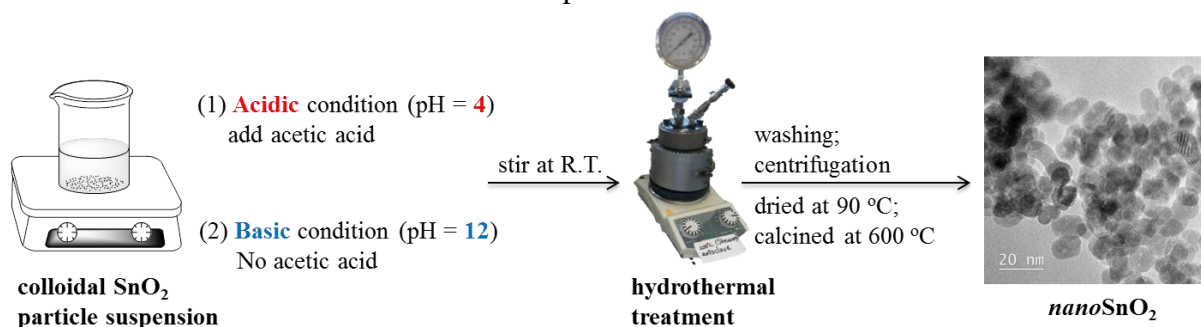 (1) Acidic condition (pH = 4)
add acetic acid
(2) Basic condition (pH = 12)
No acetic acid
colloidal SnO₂
particle suspension
stir at R.T.
hydrothermal
treatment
washing;
centrifugation
dried at 90 °C;
calcined at 600 °C
20 nm
nanoSnO₂